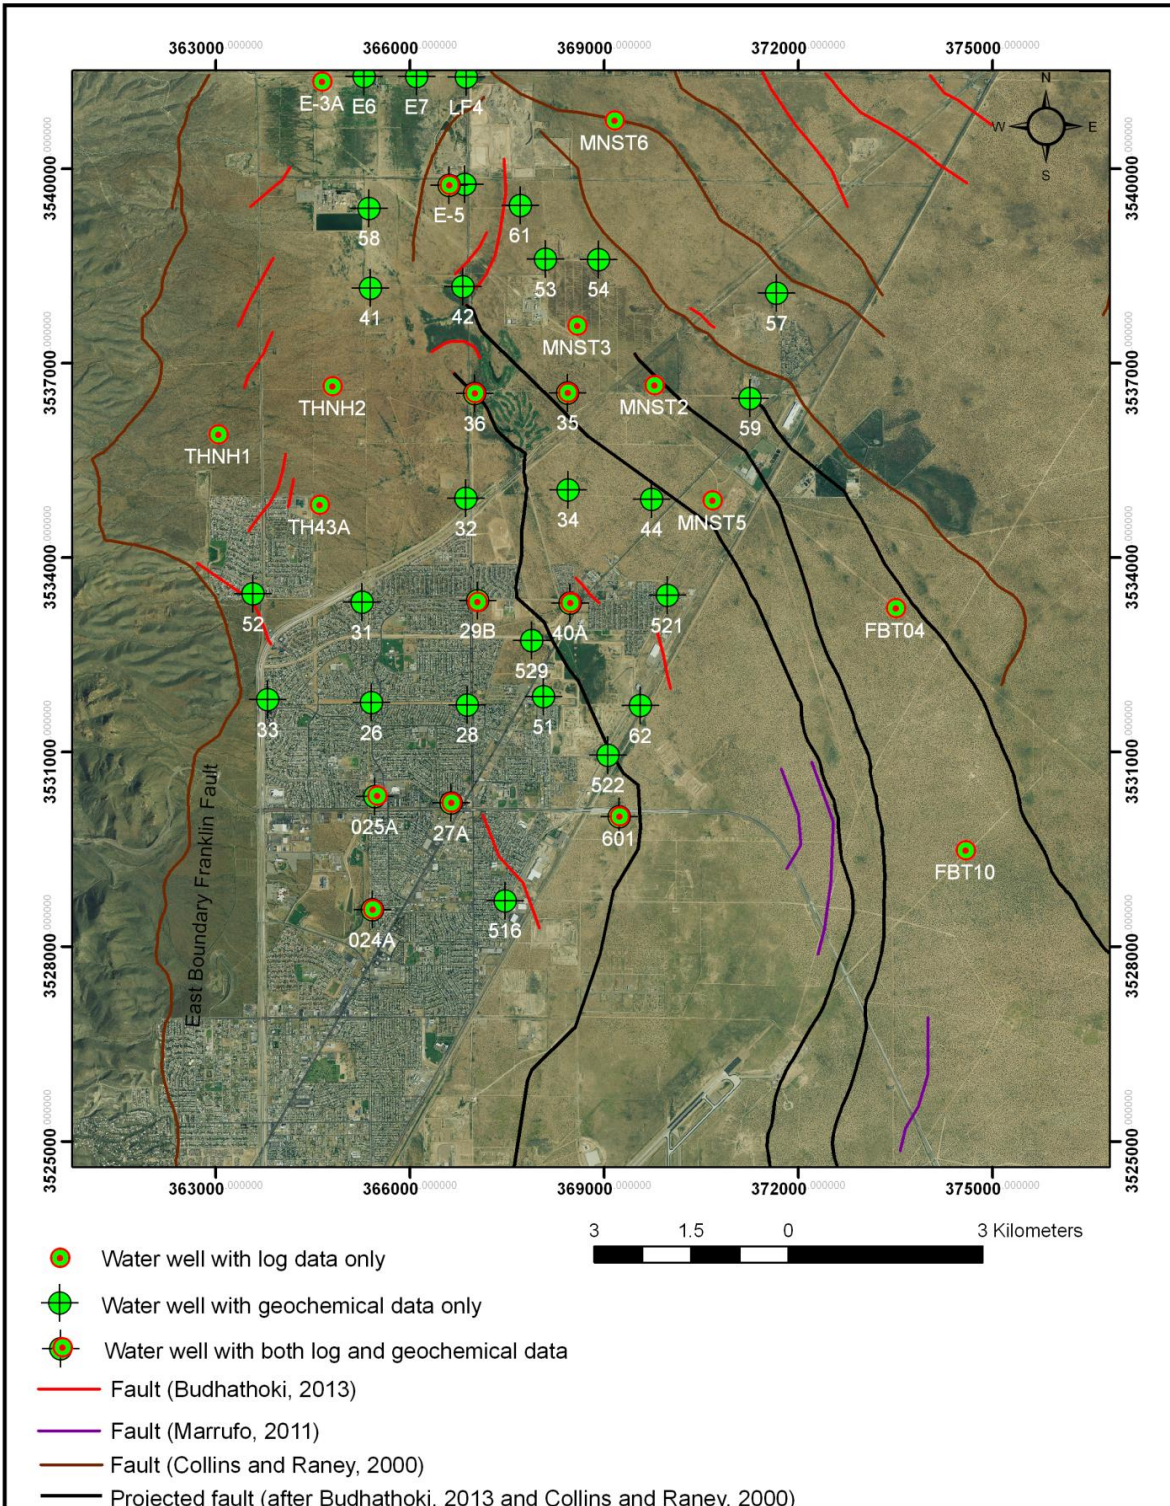 363000.000000 366000.000000 369000.000000 372000.000000 375000.000000
N
W E
S
E-3A E6 E7 LF4
MNST6
3540000.000000 3540000.000000
E-5
58 61
53 54
41 42 57
MNST3
3537000.000000 3537000.000000
THNH2 36 35 MNST2 59
THNH1
TH43A 32 34 44 MNST5
3534000.000000 3534000.000000
52 31 29B 40A 521 FBT04
529
33 26 28 51 62
3531000.000000 3531000.000000
522
025A 27A 601
FBT10
East Boundary Franklin Fault
024A 516
3528000.000000 3528000.000000
3525000.000000 3525000.000000
363000.000000 366000.000000 369000.000000 372000.000000 375000.000000
3 1.5 0 3 Kilometers
Water well with log data only
Water well with geochemical data only
Water well with both log and geochemical data
Fault (Budhathoki, 2013)
Fault (Marrufo, 2011)
Fault (Collins and Raney, 2000)
Projected fault (after Budhathoki, 2013 and Collins and Raney, 2000)